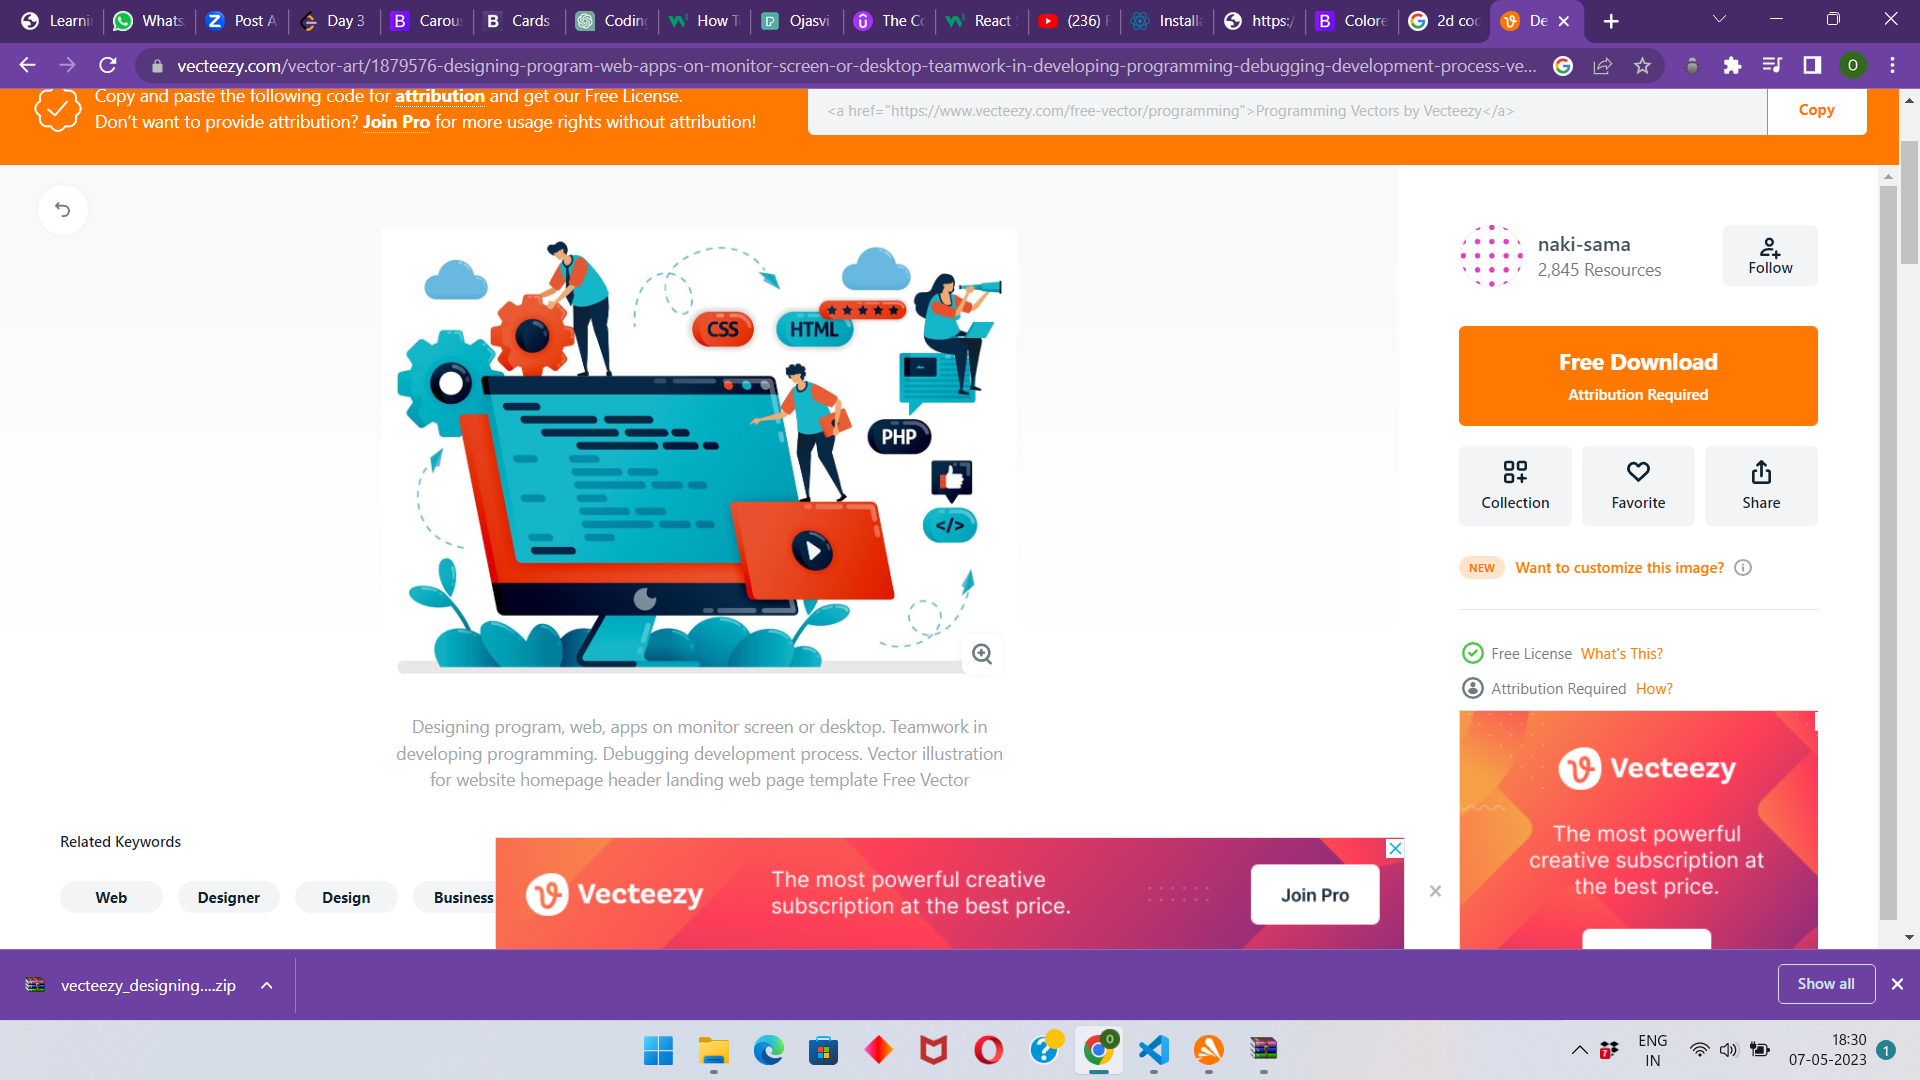 Learni
Whats
Post A
Day 3
Carous
Cards
Coding
How T
Ojasvi
The Co
React
(236)
Install
https:/
Colore
2d coc
De
vecteezy.com/vector-art/1879576-designing-program-web-apps-on-monitor-screen-or-desktop-teamwork-in-developing-programming-debugging-development-process-ve...
O
Copy and paste the following code for attribution and get our Free License.
Don't want to provide attribution? Join Pro for more usage rights without attribution!
<a href="https://www.vecteezy.com/free-vector/programming">Programming Vectors by Vecteezy</a>
Copy
naki-sama
2,845 Resources
Follow
CSS
HTML
PHP
</>
Free Download
Attribution Required
Collection
Favorite
Share
NEW
Want to customize this image?
Free License What's This?
Attribution Required How?
Designing program, web, apps on monitor screen or desktop. Teamwork in
developing programming. Debugging development process. Vector illustration
for website homepage header landing web page template Free Vector
Vecteezy
The most powerful
creative subscription at
the best price.
Related Keywords
Web
Designer
Design
Business
Vecteezy
The most powerful creative
subscription at the best price.
Join Pro
vecteezy_designing....zip
Show all
O
7
ENG
IN
18:30
07-05-2023
1